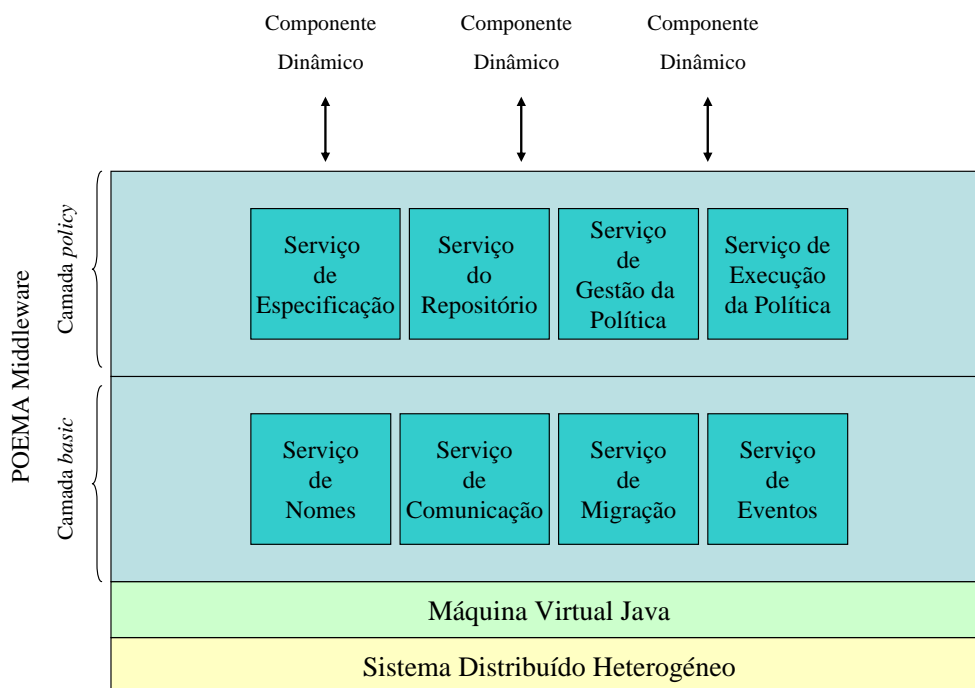 Componente
Dinâmico
Componente
Dinâmico
Componente
Dinâmico
POEMA Middleware
Camada policy
Serviço
de
Especificação
Serviço
do
Repositório
Serviço
de
Gestão da
Política
Serviço de
Execução
da Política
Camada basic
Serviço
de
Nomes
Serviço
de
Comunicação
Serviço
de
Migração
Serviço
de
Eventos
Máquina Virtual Java
Sistema Distribuído Heterogéneo